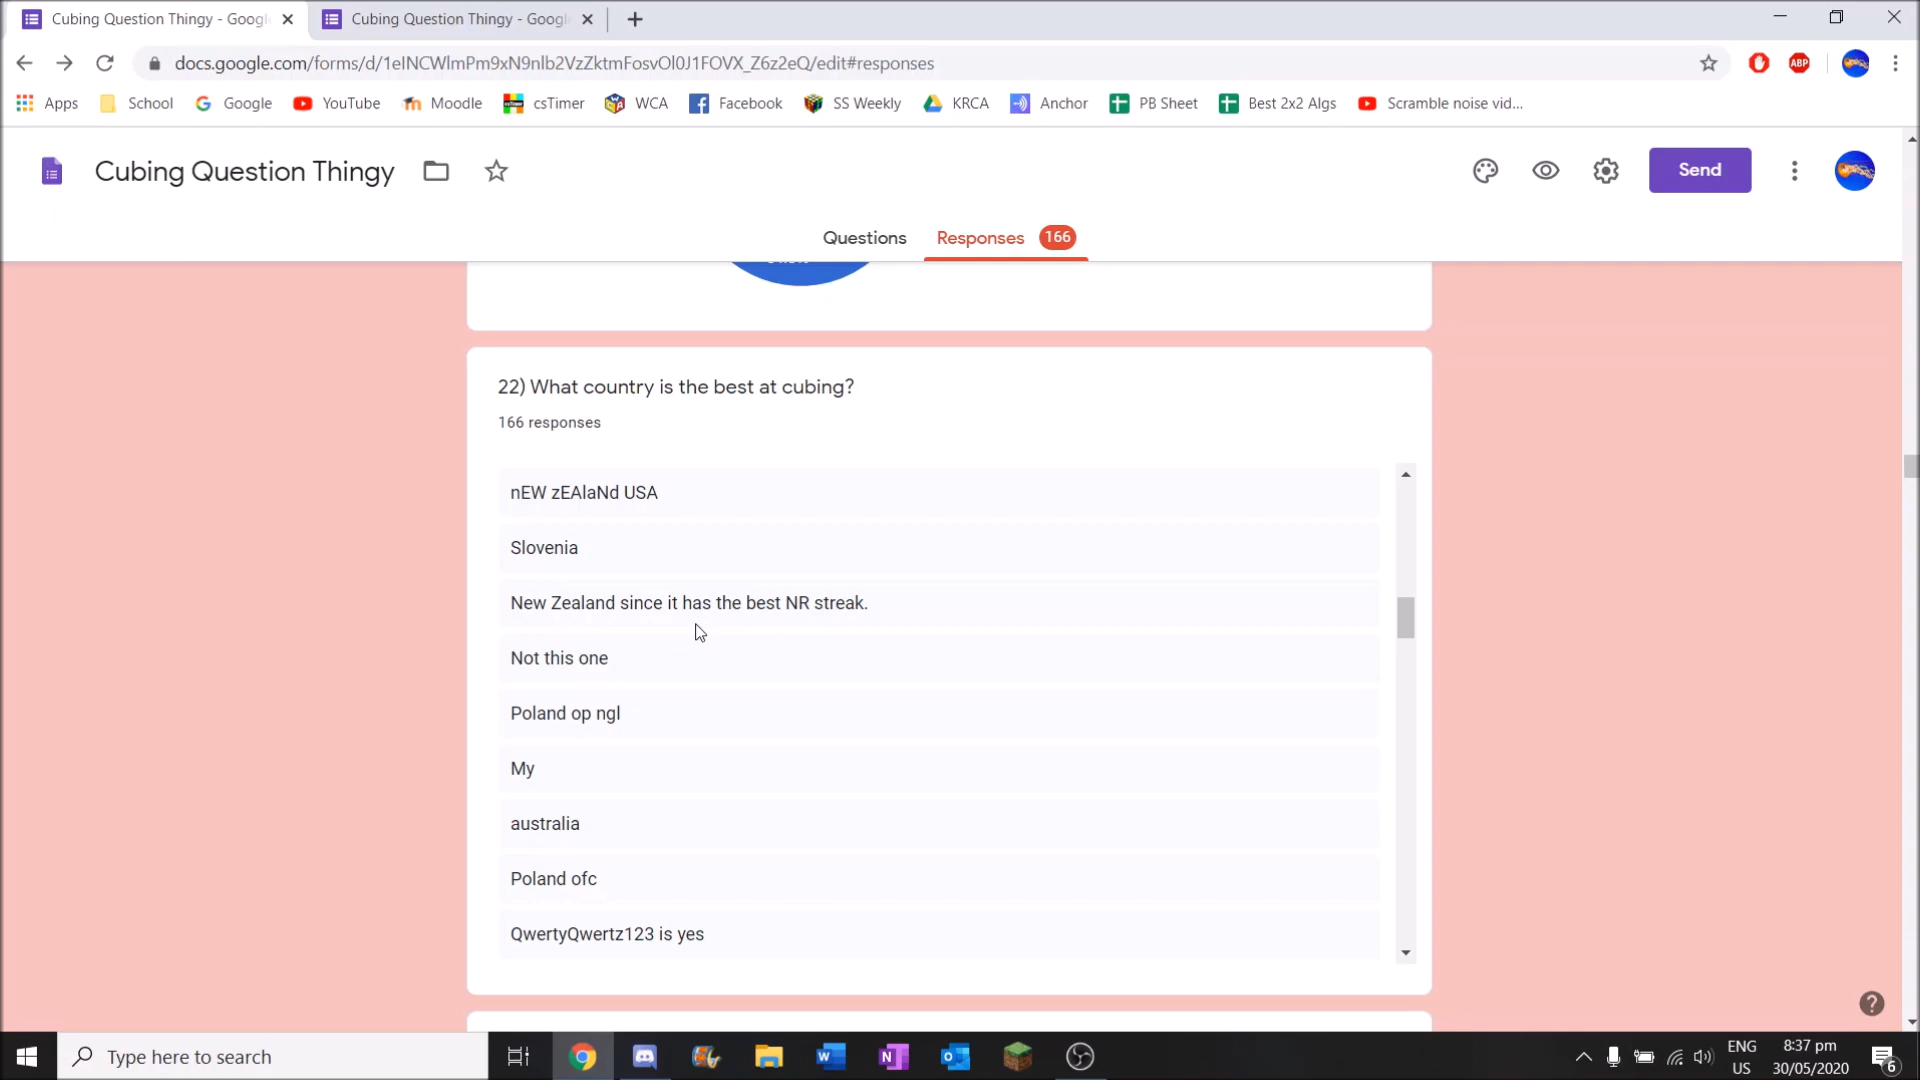 Cubing Question Thingy - Googl
Cubing Question Thingy - Google
docs.google.com/forms/d/1eINCWlmPm9xN9nlb2VzZktmFosvOl0J1FOVX_Z6z2eQ/edit#responses
ABP
Apps
School
Google
YouTube
Moodle
csTimer
WCA
Facebook
SS Weekly
KRCA
Anchor
PB Sheet
Best 2x2 Algs
Scramble noise vid...
Cubing Question Thingy
Send
Questions
Responses 166
22) What country is the best at cubing?
166 responses
nEW zEAlaNd USA
Slovenia
New Zealand since it has the best NR streak.
Not this one
Poland op ngl
My
australia
Poland ofc
QwertyQwertz123 is yes
Type here to search
ENG
US
8:37 pm
30/05/2020
6